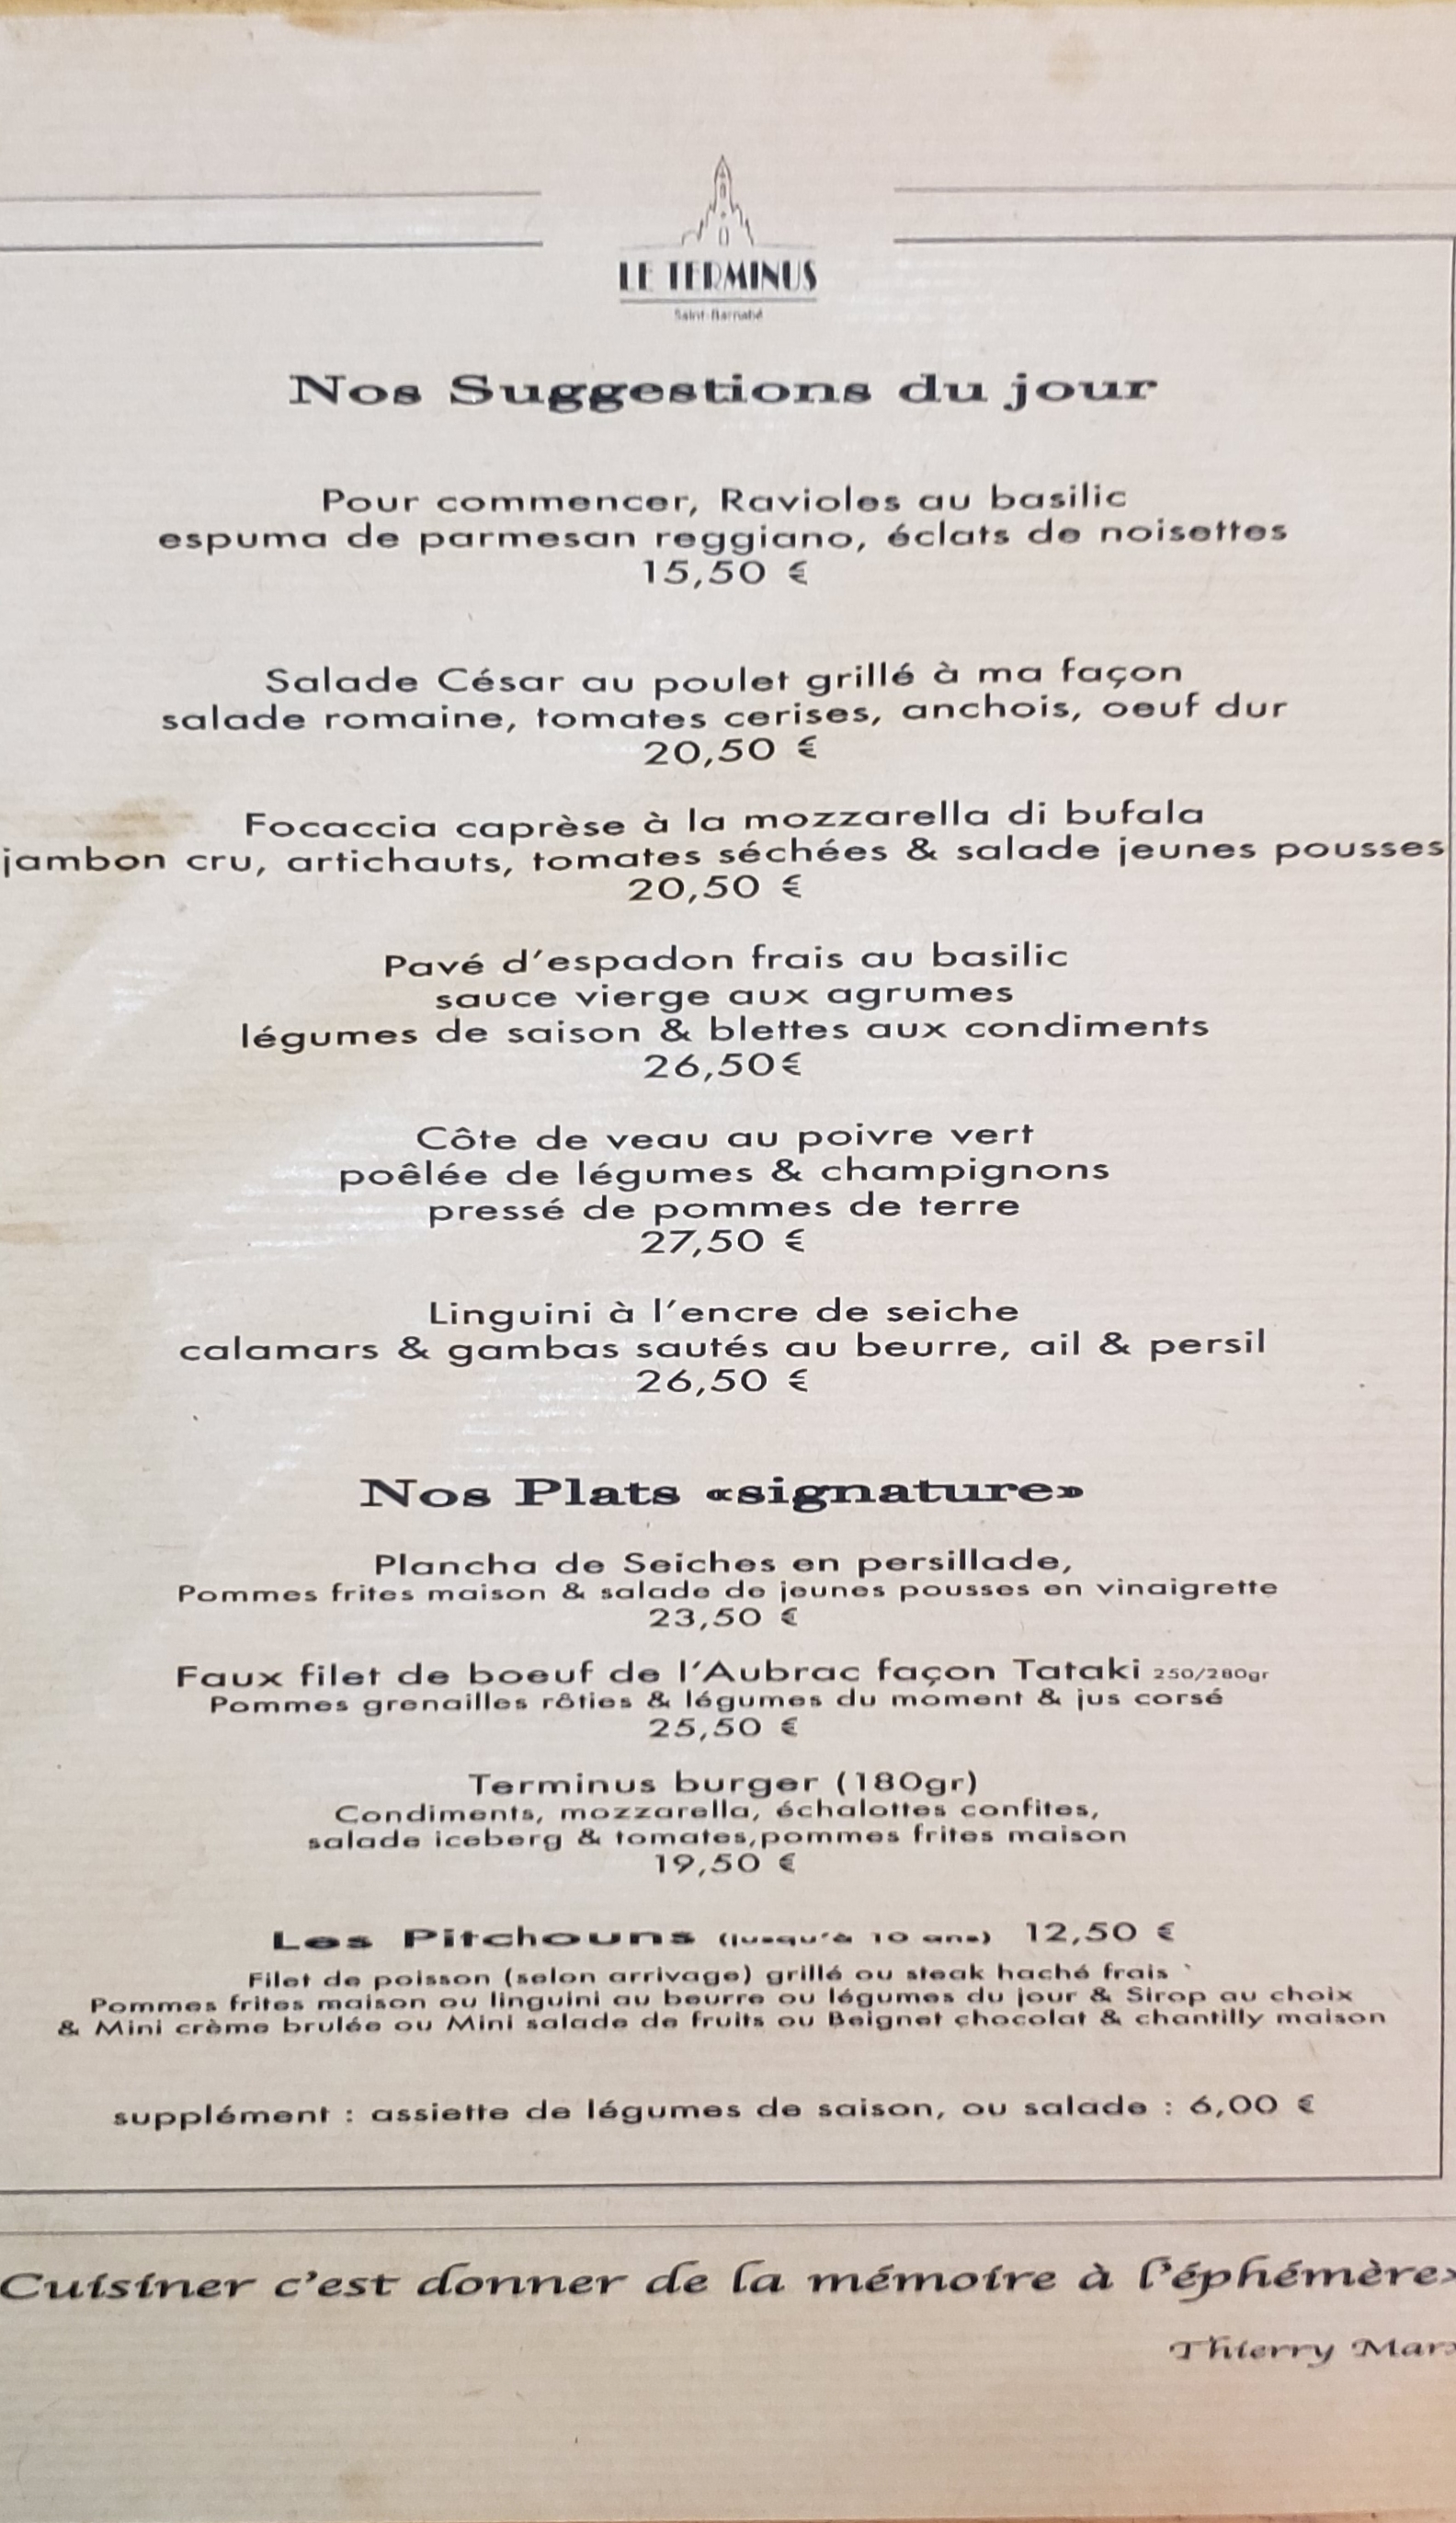 LE TERMINUS
Saint-Barnabé
Nos Suggestions du jour
Pour commencer, Ravioles au basilic
espuma de parmesan reggiano, éclats de noisettes
15,50 €
Salade César au poulet grillé à ma façon
salade romaine, tomates cerises, anchois, oeuf dur
20,50 €
Focaccia caprèse à la mozzarella di bufala
jambon cru, artichauts, tomates séchées & salade jeunes pousses
20,50 €
Pavé d'espadon frais au basilic
sauce vierge aux agrumes
légumes de saison & blettes aux condiments
26,50€
Côte de veau au poivre vert
poêlée de légumes & champignons
pressé de pommes de terre
27,50 €
Linguini à l'encre de seiche
calamars & gambas sautés au beurre, ail & persil
26,50 €
Nos Plats «signature»
Plancha de Seiches en persillade,
Pommes frites maison & salade de jeunes pousses en vinaigrette
23,50 €
Faux filet de boeuf de l'Aubrac façon Tataki 250/280gr
Pommes grenailles rôties & légumes du moment & jus corsé
25,50 €
Terminus burger (180gr)
Condiments, mozzarella, échalottes confites,
salade iceberg & tomates,pommes frites maison
19,50 €
Les Pitchouns (jusqu'à 10 ans) 12,50 €
Filet de poisson (selon arrivage) grillé ou steak haché frais `
Pommes frites maison ou linguini au beurre ou légumes du jour & Sirop au choix
& Mini crème brulée ou Mini salade de fruits ou Beignet chocolat & chantilly maison
supplément : assiette de légumes de saison, ou salade : 6,00 €
Cuisiner c'est donner de la mémoire à l'éphémère»
Thierry Marx